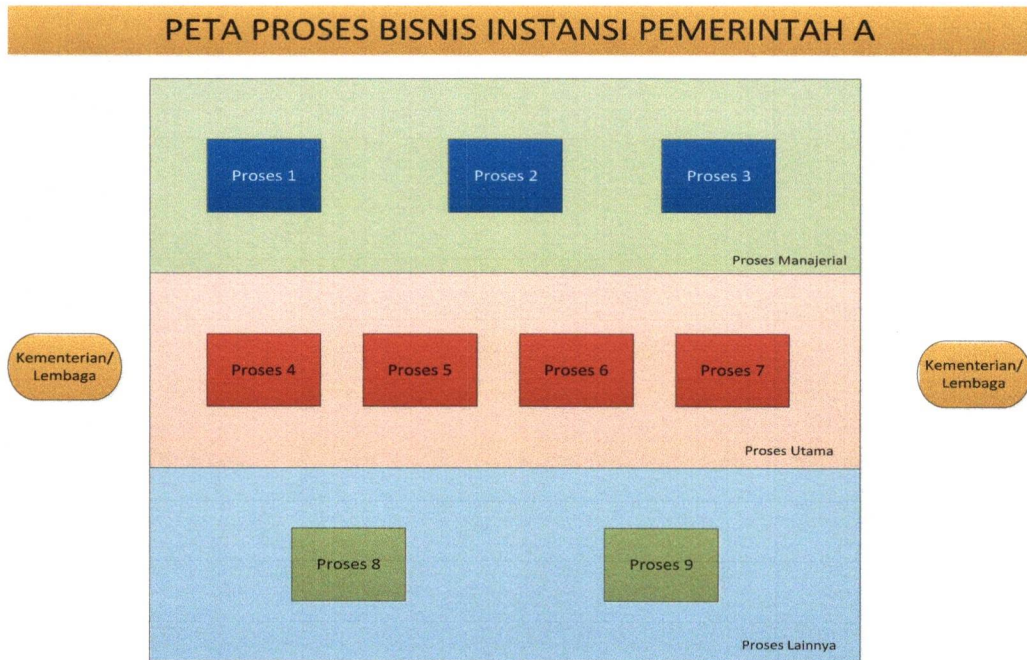 PETA PROSES BISNIS INSTANSI PEMERINTAH A
Proses 1
Proses 2
Proses 3
Proses Manajerial
Kementerian/
Lembaga
Proses 4
Proses 5
Proses 6
Proses 7
Kementerian/
Lembaga
Proses Utama
Proses 8
Proses 9
Proses Lainnya